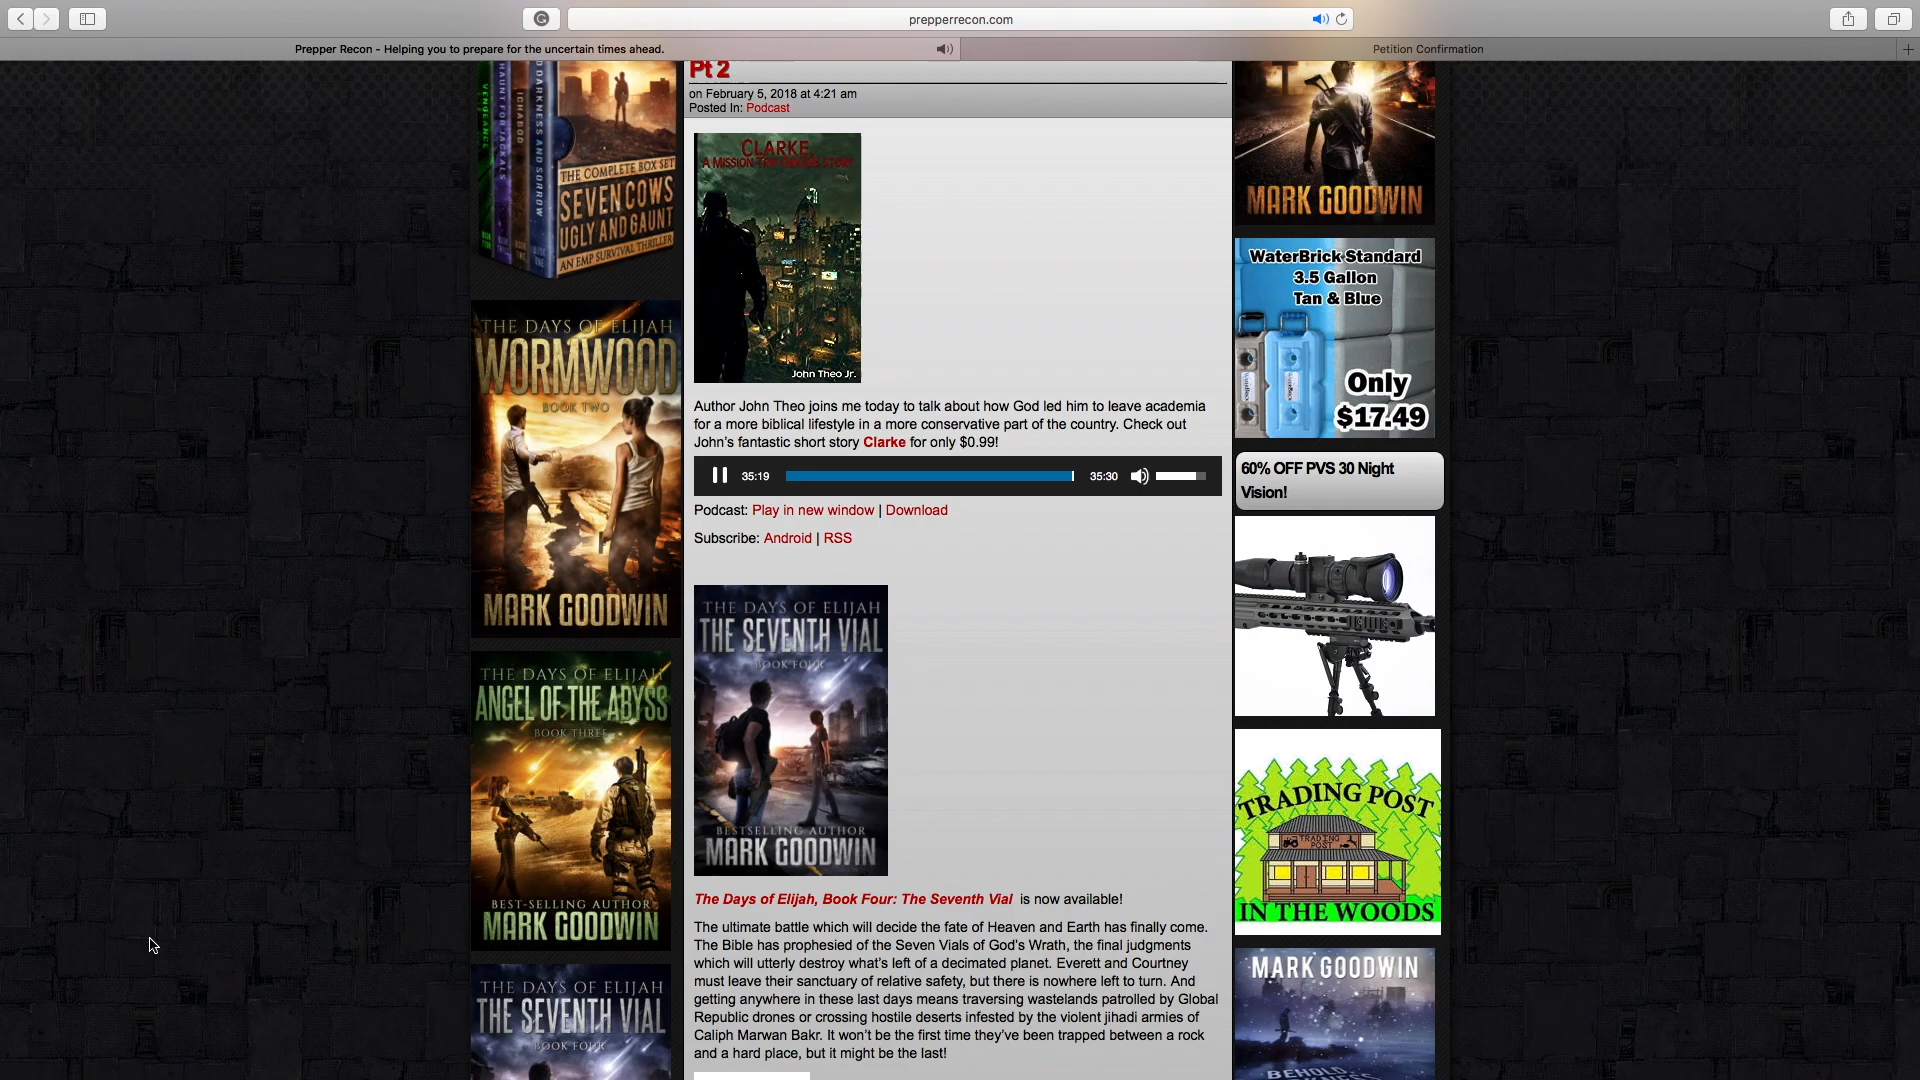 prepperrecon.com
Prepper Recon - Helping you to prepare for the uncertain times ahead.
Petition Confirmation
VENGEANCE
HAUNT FOR JACKALS
ICHABOD
DARKNESS AND SORROW
THE COMPLETE BOX SET
SEVEN COWS
UGLY AND GAUNT
AN EMP SURVIVAL THRILLER
THE DAYS OF ELIJAH
WORMWOOD
BOOK TWO
MARK GOODWIN
THE DAYS OF ELIJAH
ANGEL OF THE ABYSS
BOOK THREE
BEST-SELLING AUTHOR
MARK GOODWIN
THE DAYS OF ELIJAH
THE SEVENTH VIAL
BOOK FOUR
Pt 2
on February 5, 2018 at 4:21 am
Posted In: Podcast
CLARKE,
A MISSION
STORY
John Theo Jr.
Author John Theo joins me today to talk about how God led him to leave academia
for a more biblical lifestyle in a more conservative part of the country. Check out
John's fantastic short story Clarke for only $0.99!
35:19
35:30
Podcast: Play in new window | Download
Subscribe: Android | RSS
THE DAYS OF ELIJAH
THE SEVENTH VIAL
BOOK FOUR
BESTSELLING AUTHOR
MARK GOODWIN
The Days of Elijah, Book Four: The Seventh Vial is now available!
The ultimate battle which will decide the fate of Heaven and Earth has finally come.
The Bible has prophesied of the Seven Vials of God's Wrath, the final judgments
which will utterly destroy what's left of a decimated planet. Everett and Courtney
must leave their sanctuary of relative safety, but there is nowhere left to turn. And
getting anywhere in these last days means traversing wastelands patrolled by Global
Republic drones or crossing hostile deserts infested by the violent jihadi armies of
Caliph Marwan Bakr. It won't be the first time they've been trapped between a rock
and a hard place, but it might be the last!
MARK GOODWIN
WaterBrick Standard
3.5 Gallon
Tan & Blue
Only
$17.49
60% OFF PVS 30 Night
Vision!
TRADING POST
TRADING
POST
IN THE WOODS
MARK GOODWIN
BEHOLD,